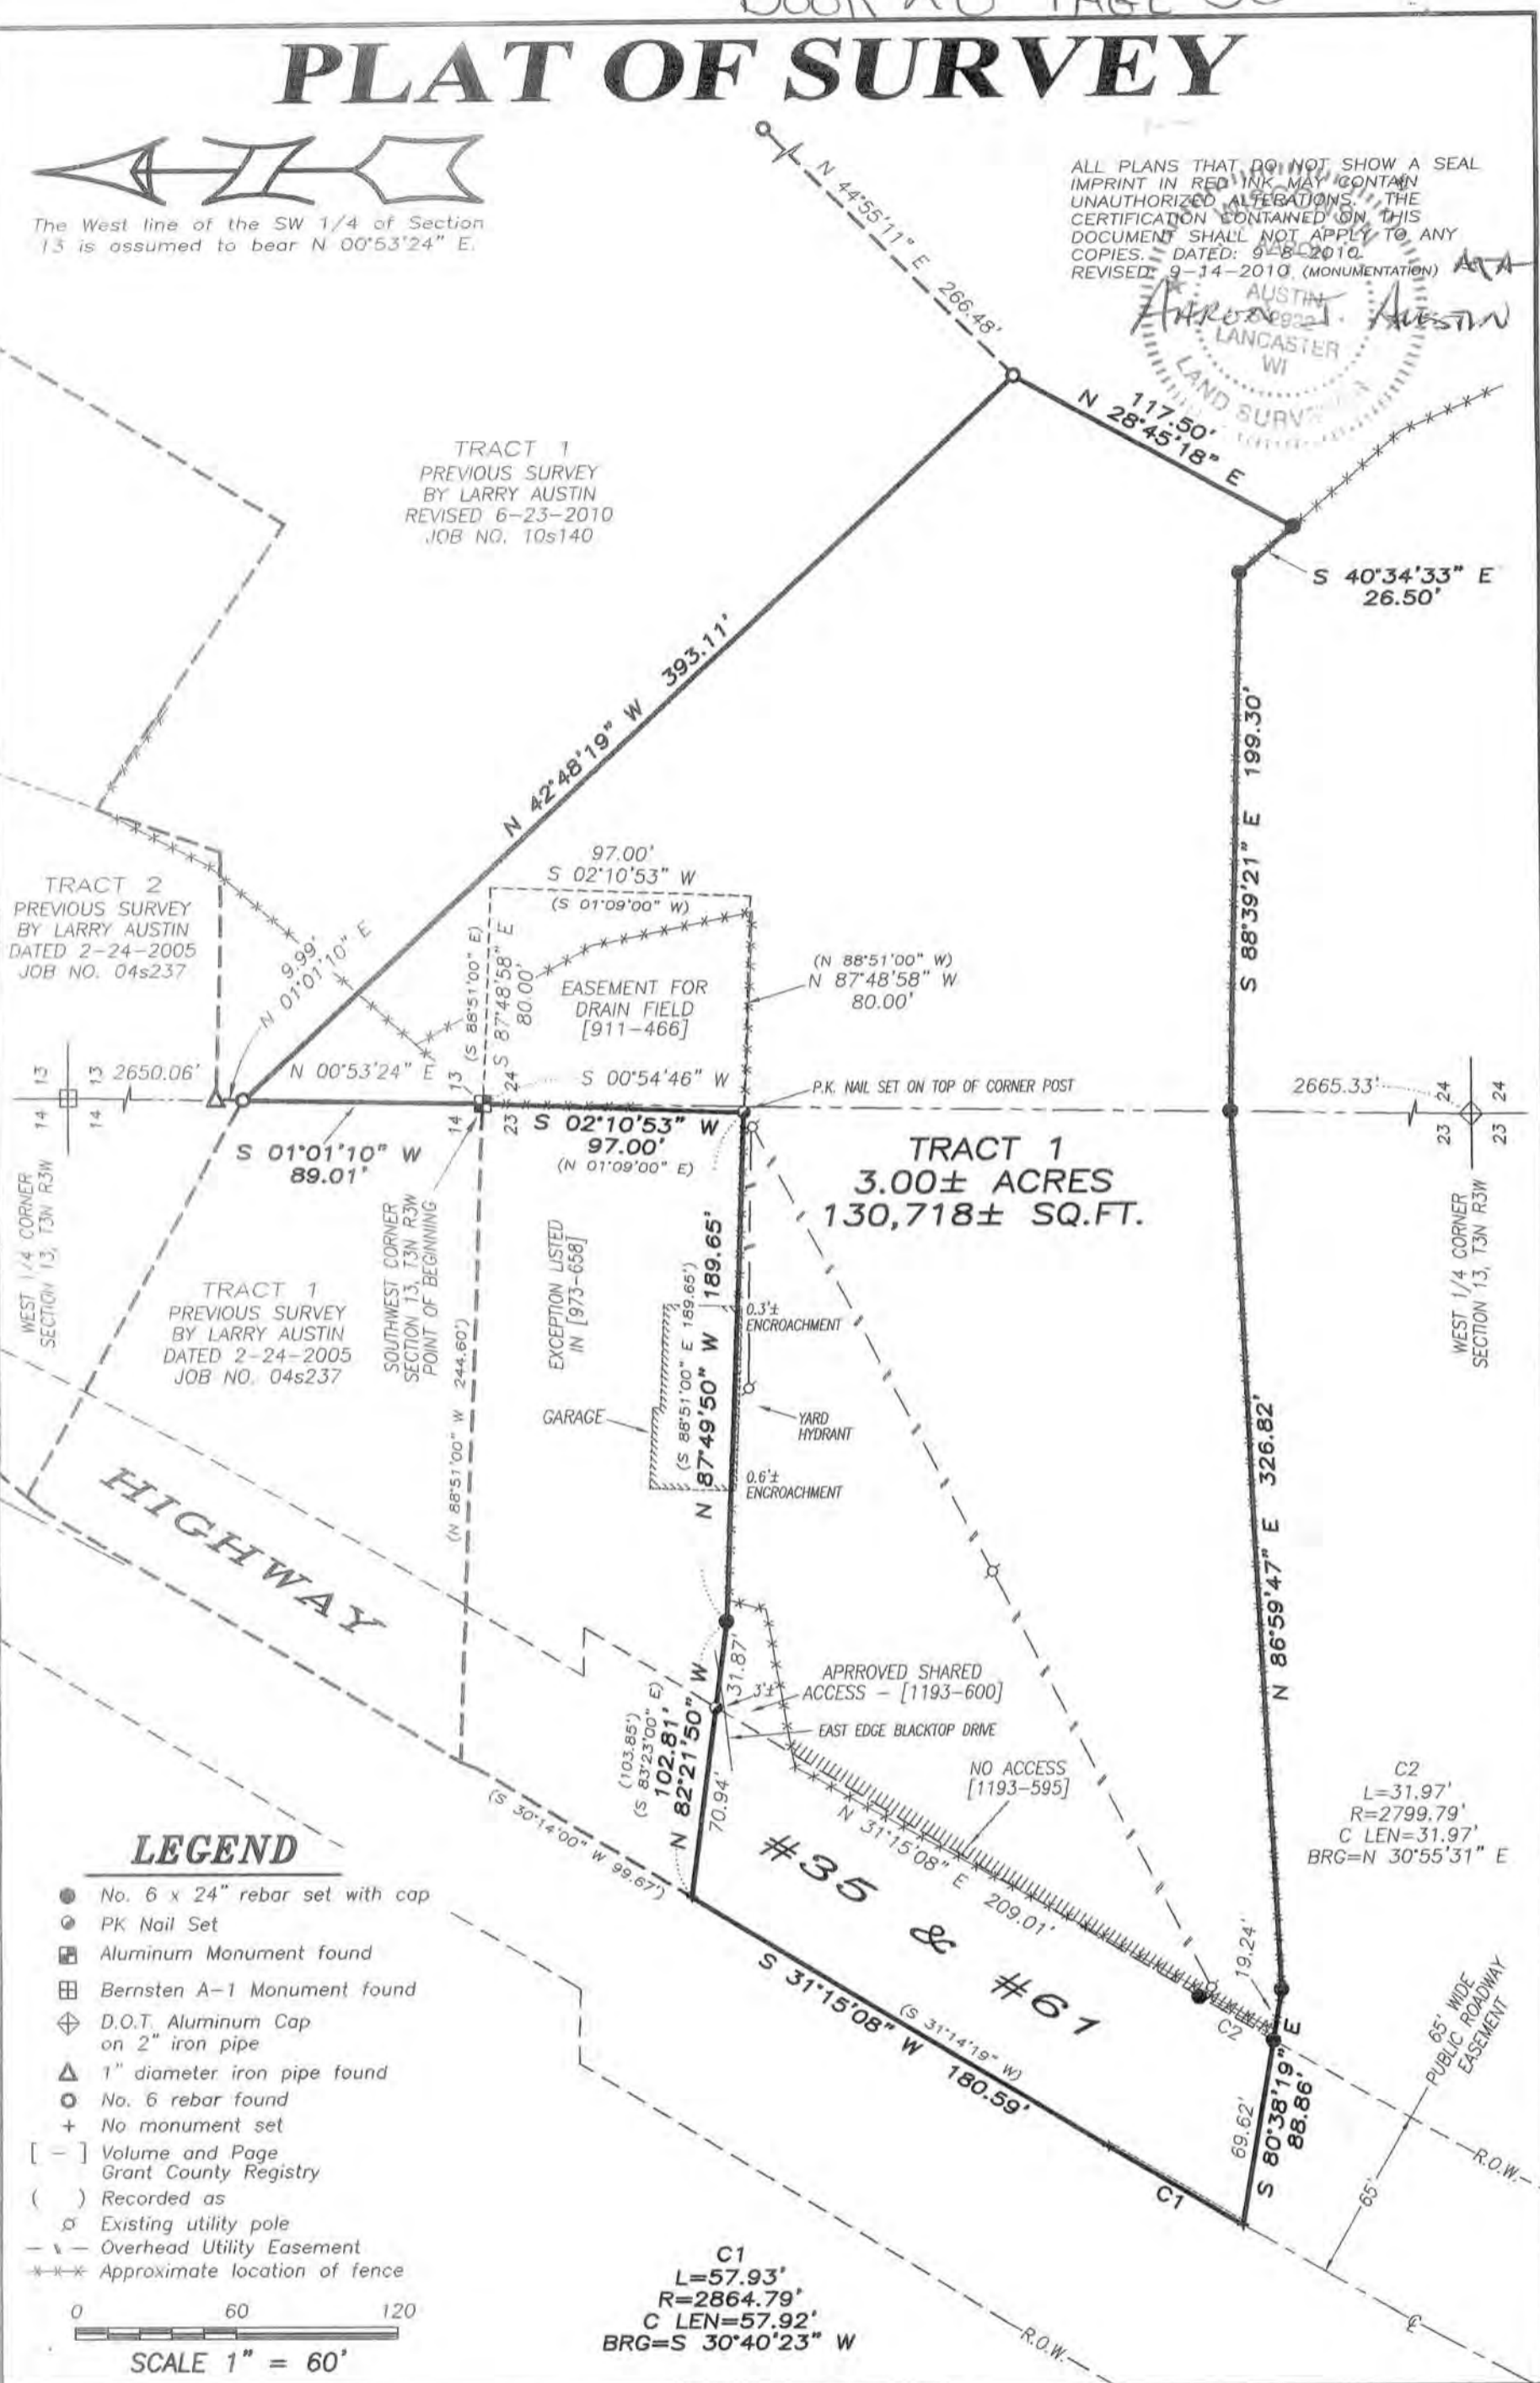 PAGE
PLAT OF SURVEY
The West line of the SW 1/4 of Section
13 is assumed to bear N 00°53'24" E.
ALL PLANS THAT DO NOT SHOW A SEAL
IMPRINT IN RED INK MAY CONTAIN
UNAUTHORIZED ALTERATIONS. THE
CERTIFICATION CONTAINED ON THIS
DOCUMENT SHALL NOT APPLY TO ANY
COPIES. DATED: 9-8-2010
REVISED: 9-14-2010 (MONUMENTATION)
AARON J AUSTIN
AUSTIN
LANCASTER
WI
LAND
N 44°55'11" E 266.48'
117.50'
N 28°45'18" E
S 40°34'33" E
26.50'
TRACT 1
PREVIOUS SURVEY
BY LARRY AUSTIN
REVISED 6-23-2010
JOB NO. 10s140
N 42°48'19" W 393.11'
S 88°39'21" E 199.30'
TRACT 2
PREVIOUS SURVEY
BY LARRY AUSTIN
DATED 2-24-2005
JOB NO. 04s237
9.99'
N 01°01'10" E
97.00'
S 02°10'53" W
(S 01°09'00" W)
(S 88°51'00" E)
S 87°48'58" E
80.00'
EASEMENT FOR
DRAIN FIELD
[911-466]
(N 88°51'00" W)
N 87°48'58" W
80.00'
13 13
14 14
2650.06'
N 00°53'24" E
13 24
14 23
S 00°54'46" W
P.K. NAIL SET ON TOP OF CORNER POST
2665.33'
24 24
23 23
S 01°01'10" W
89.01'
S 02°10'53" W
97.00'
(N 01°09'00" E)
TRACT 1
3.00± ACRES
130,718± SQ.FT.
WEST 1/4 CORNER
SECTION 13, T3N R3W
SOUTHWEST CORNER
SECTION 13, T3N R3W
POINT OF BEGINNING
EXCEPTION LISTED
IN [973-658]
WEST 1/4 CORNER
SECTION 13, T3N R3W
TRACT 1
PREVIOUS SURVEY
BY LARRY AUSTIN
DATED 2-24-2005
JOB NO. 04s237
(N 88°51'00" W 244.60')
(S 88°51'00" E 189.65')
N 87°49'50" W 189.65'
0.3'±
ENCROACHMENT
GARAGE
YARD
HYDRANT
0.6'±
ENCROACHMENT
N 86°59'47" E 326.82'
HIGHWAY
31.87'
3'±
APRROVED SHARED
ACCESS - [1193-600]
EAST EDGE BLACKTOP DRIVE
(103.85')
(S 83°23'00" E)
102.81'
N 82°21'50" W
70.94'
NO ACCESS
[1193-595]
N 31°15'08" E 209.01'
(S 30°14'00" W 99.67')
#35 & #61
C2
L=31.97'
R=2799.79'
C LEN=31.97'
BRG=N 30°55'31" E
S 31°15'08" W 180.59'
(S 31°14'19" W)
19.24'
C2
69.62'
S 80°38'19" E
88.86'
C1
65' WIDE
PUBLIC ROADWAY
EASEMENT
65'
R.O.W.
R.O.W.
LEGEND
No. 6 x 24" rebar set with cap
PK Nail Set
Aluminum Monument found
Bernsten A-1 Monument found
D.O.T. Aluminum Cap
on 2" iron pipe
1" diameter iron pipe found
No. 6 rebar found
+ No monument set
[ - ] Volume and Page
Grant County Registry
( ) Recorded as
Existing utility pole
Overhead Utility Easement
Approximate location of fence
0 60 120
SCALE 1" = 60'
C1
L=57.93'
R=2864.79'
C LEN=57.92'
BRG=S 30°40'23" W